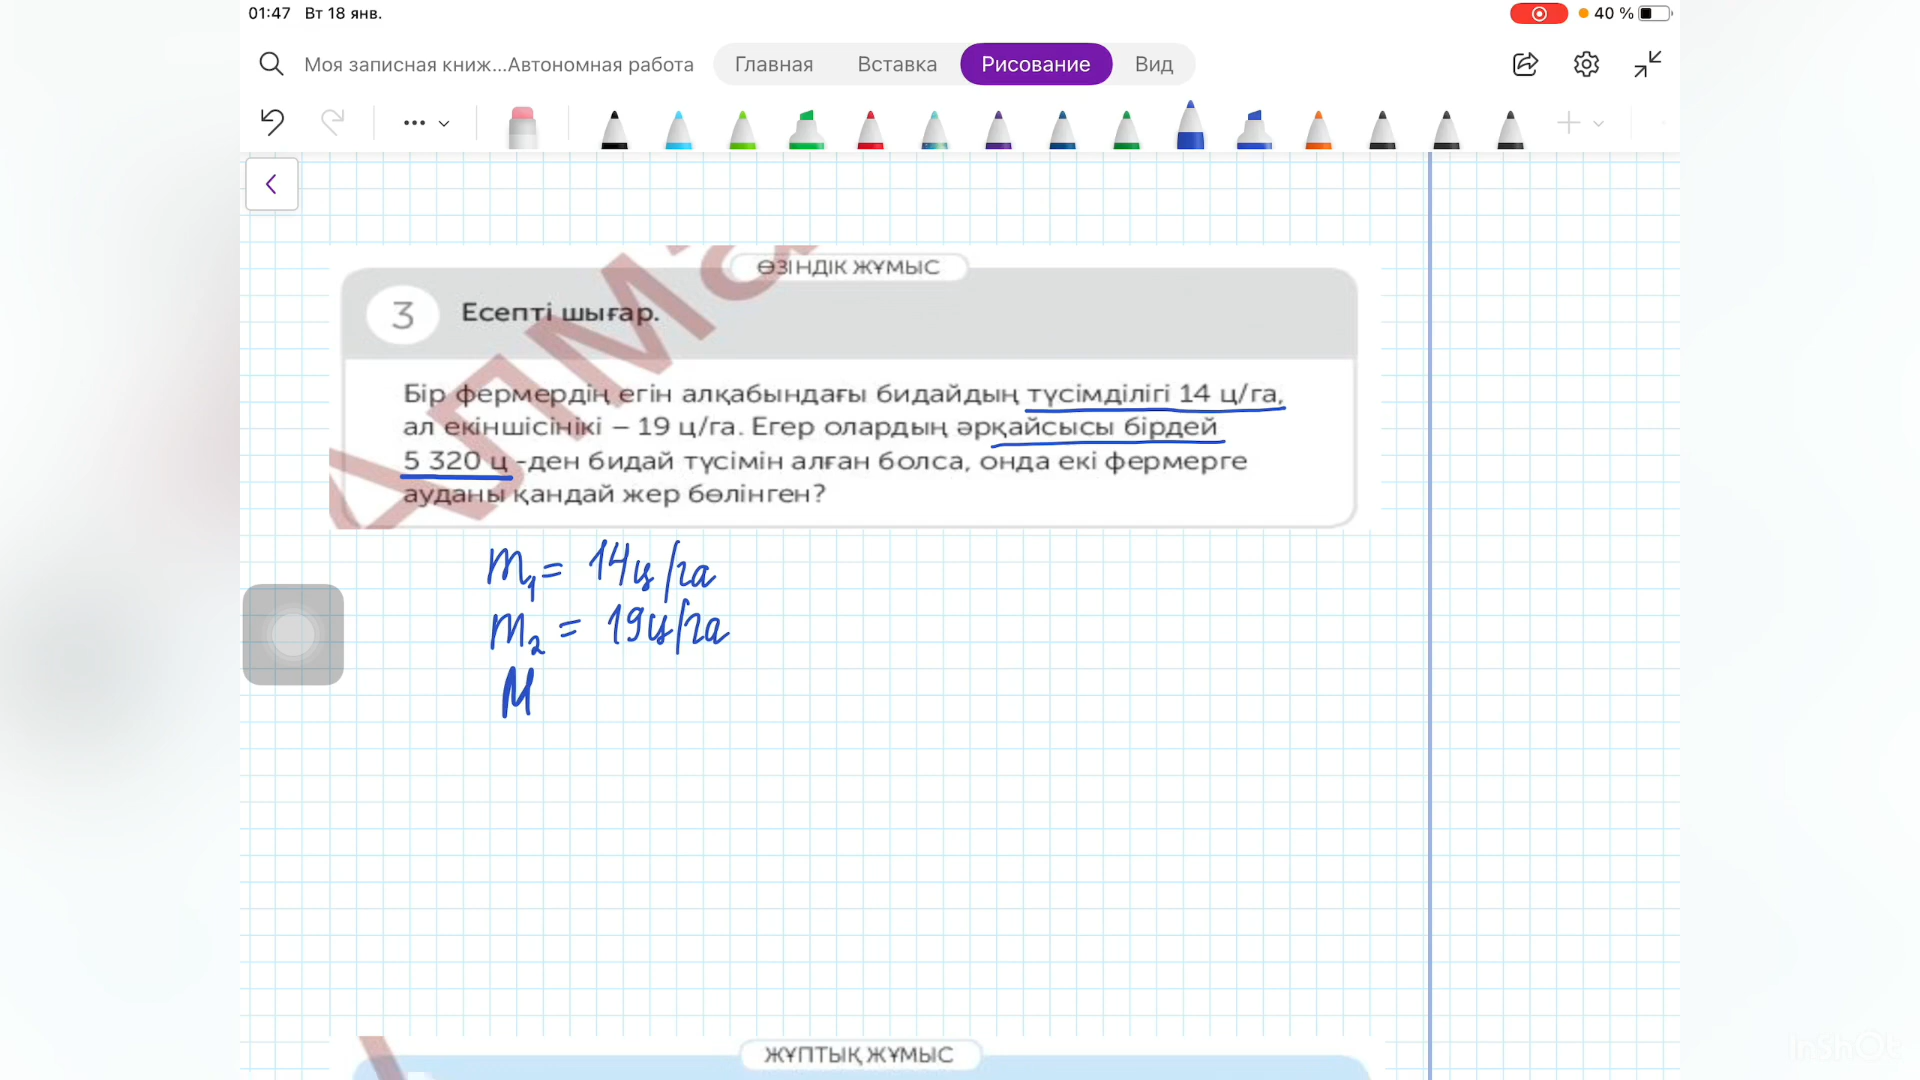 01:47 Вт 18 янв. 40 %
Моя записная книж...Автономная работа Главная Вставка Рисование Вид
ӨЗІНДІК ЖҰМЫС
3 Есепті шығар.
Бір фермердің егін алқабындағы бидайдың түсімділігі 14 ц/га,
ал екіншісінікі – 19 ц/га. Егер олардың әрқайсысы бірдей
5 320 ц -ден бидай түсімін алған болса, онда екі фермерге
ауданы қандай жер бөлінген?
m₁ = 14ц/га
m₂ = 19ц/га
М
ЖҰПТЫҚ ЖҰМЫС
InShOt